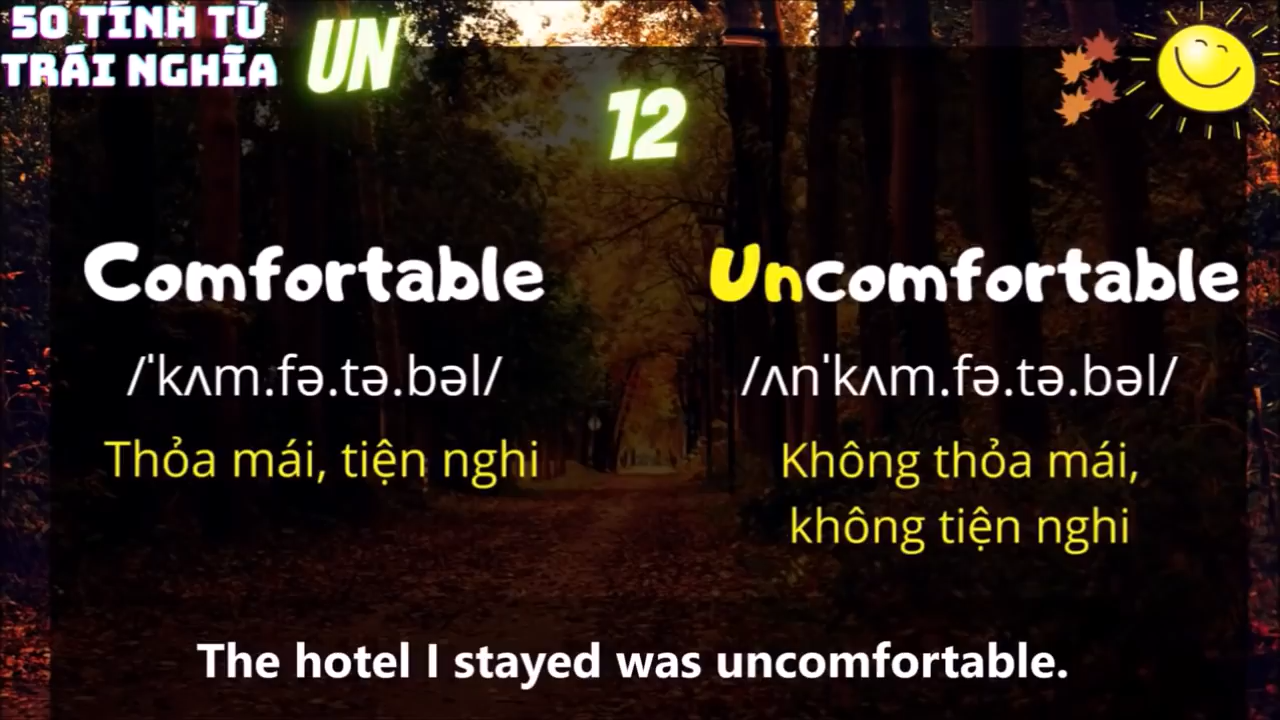 50 TÍNH TỪ
TRÁI NGHĨA
UN
12
Comfortable
Uncomfortable
/ˈkʌm.fə.tə.bəl/
/ʌnˈkʌm.fə.tə.bəl/
Thỏa mái, tiện nghi
Không thỏa mái,
không tiện nghi
The hotel I stayed was uncomfortable.